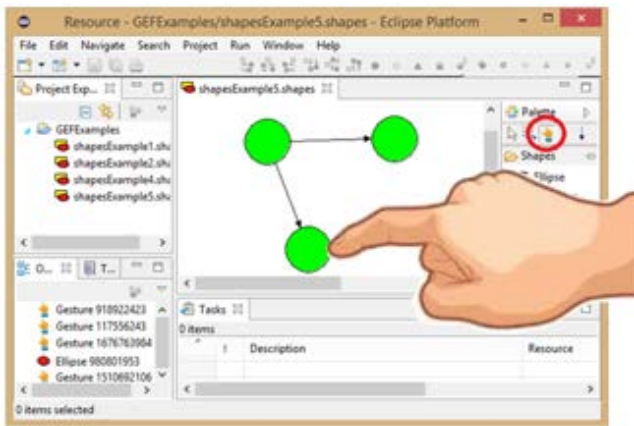 Resource - GEFExamples/shapesExample5.shapes - Eclipse Platform
File Edit Navigate Search Project Run Window Help
Project Exp...
GEFExamples
shapesExample1.sha
shapesExample2.sha
shapesExample4.sha
shapesExample5.sha
shapesExample5.shapes
Palette
Shapes
Ellipse
O... T...
Gesture 918922423
Gesture 117556243
Gesture 1676763984
Ellipse 980801953
Gesture 1510692106
Tasks
0 items
! Description Resource
0 items selected